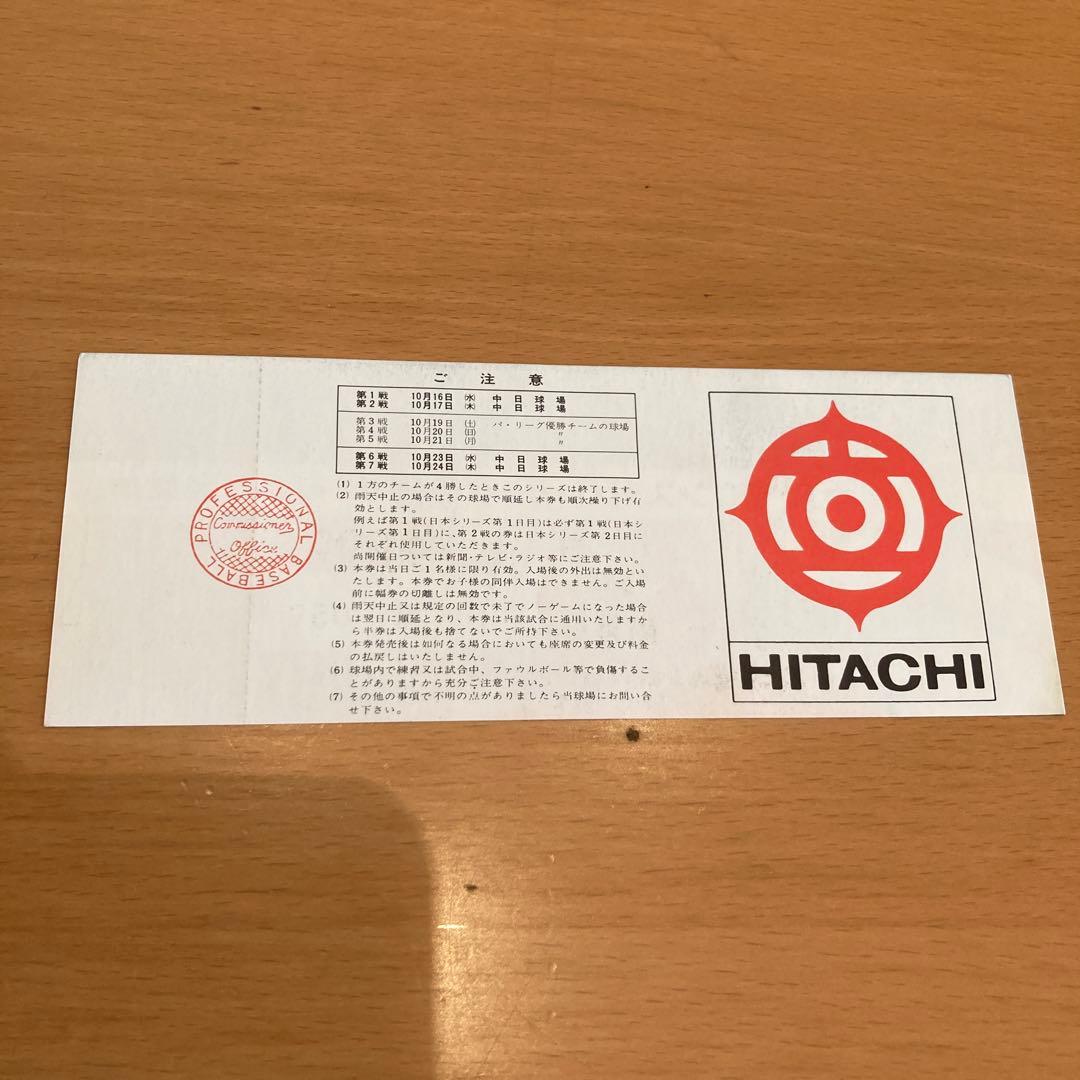 ご注意
第1戦 10月16日 ㈬ 中日球場
第2戦 10月17日 ㈭ 中日球場
第3戦 10月19日 ㈯ パ・リーグ優勝チームの球場
第4戦 10月20日 ㈰ 〃
第5戦 10月21日 ㈪ 〃
第6戦 10月23日 ㈬ 中日球場
第7戦 10月24日 ㈭ 中日球場
(1) 1方のチームが4勝したときこのシリーズは終了します。
(2) 雨天中止の場合はその球場で順延し本券も順次繰り下げ有
効とします。
例えば第1戦(日本シリーズ第1日目)は必ず第1戦(日本シ
リーズ第1日目)に、第2戦の券は日本シリーズ第2日目に
それぞれ使用していただきます。
尚開催日ついては新聞・テレビ・ラジオ等にご注意下さい。
(3) 本券は当日ご1名様に限り有効。入場後の外出は無効とい
たします。本券でお子様の同伴入場はできません。ご入場
前に幅券の切離しは無効です。
(4) 雨天中止又は規定の回数で未了でノーゲームになった場合
は翌日に順延となり、本券は当該試合に通用いたしますか
ら半券は入場後も捨てないでご所持下さい。
(5) 本券発売後は如何なる場合においても座席の変更及び料金
の払戻しはいたしません。
(6) 球場内で練習又は試合中、ファウルボール等で負傷するこ
とがありますから充分ご注意下さい。
(7) その他の事項で不明の点がありましたら当球場にお問い合
せ下さい。
PROFESSIONAL BASEBALL
Commissioner
Office
HITACHI